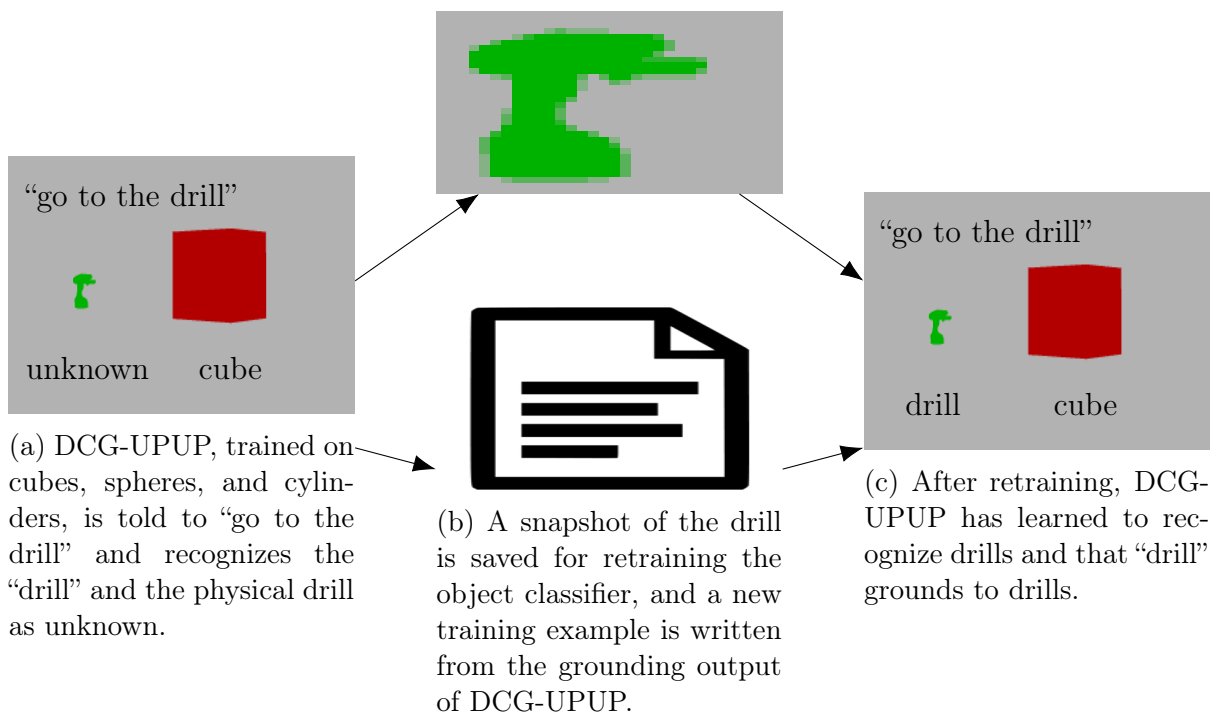 “go to the drill”
unknown cube
(a) DCG-UPUP, trained on
cubes, spheres, and cylin-
ders, is told to “go to the
drill” and recognizes the
“drill” and the physical drill
as unknown.
(b) A snapshot of the drill
is saved for retraining the
object classifier, and a new
training example is written
from the grounding output
of DCG-UPUP.
“go to the drill”
drill cube
(c) After retraining, DCG-
UPUP has learned to rec-
ognize drills and that “drill”
grounds to drills.